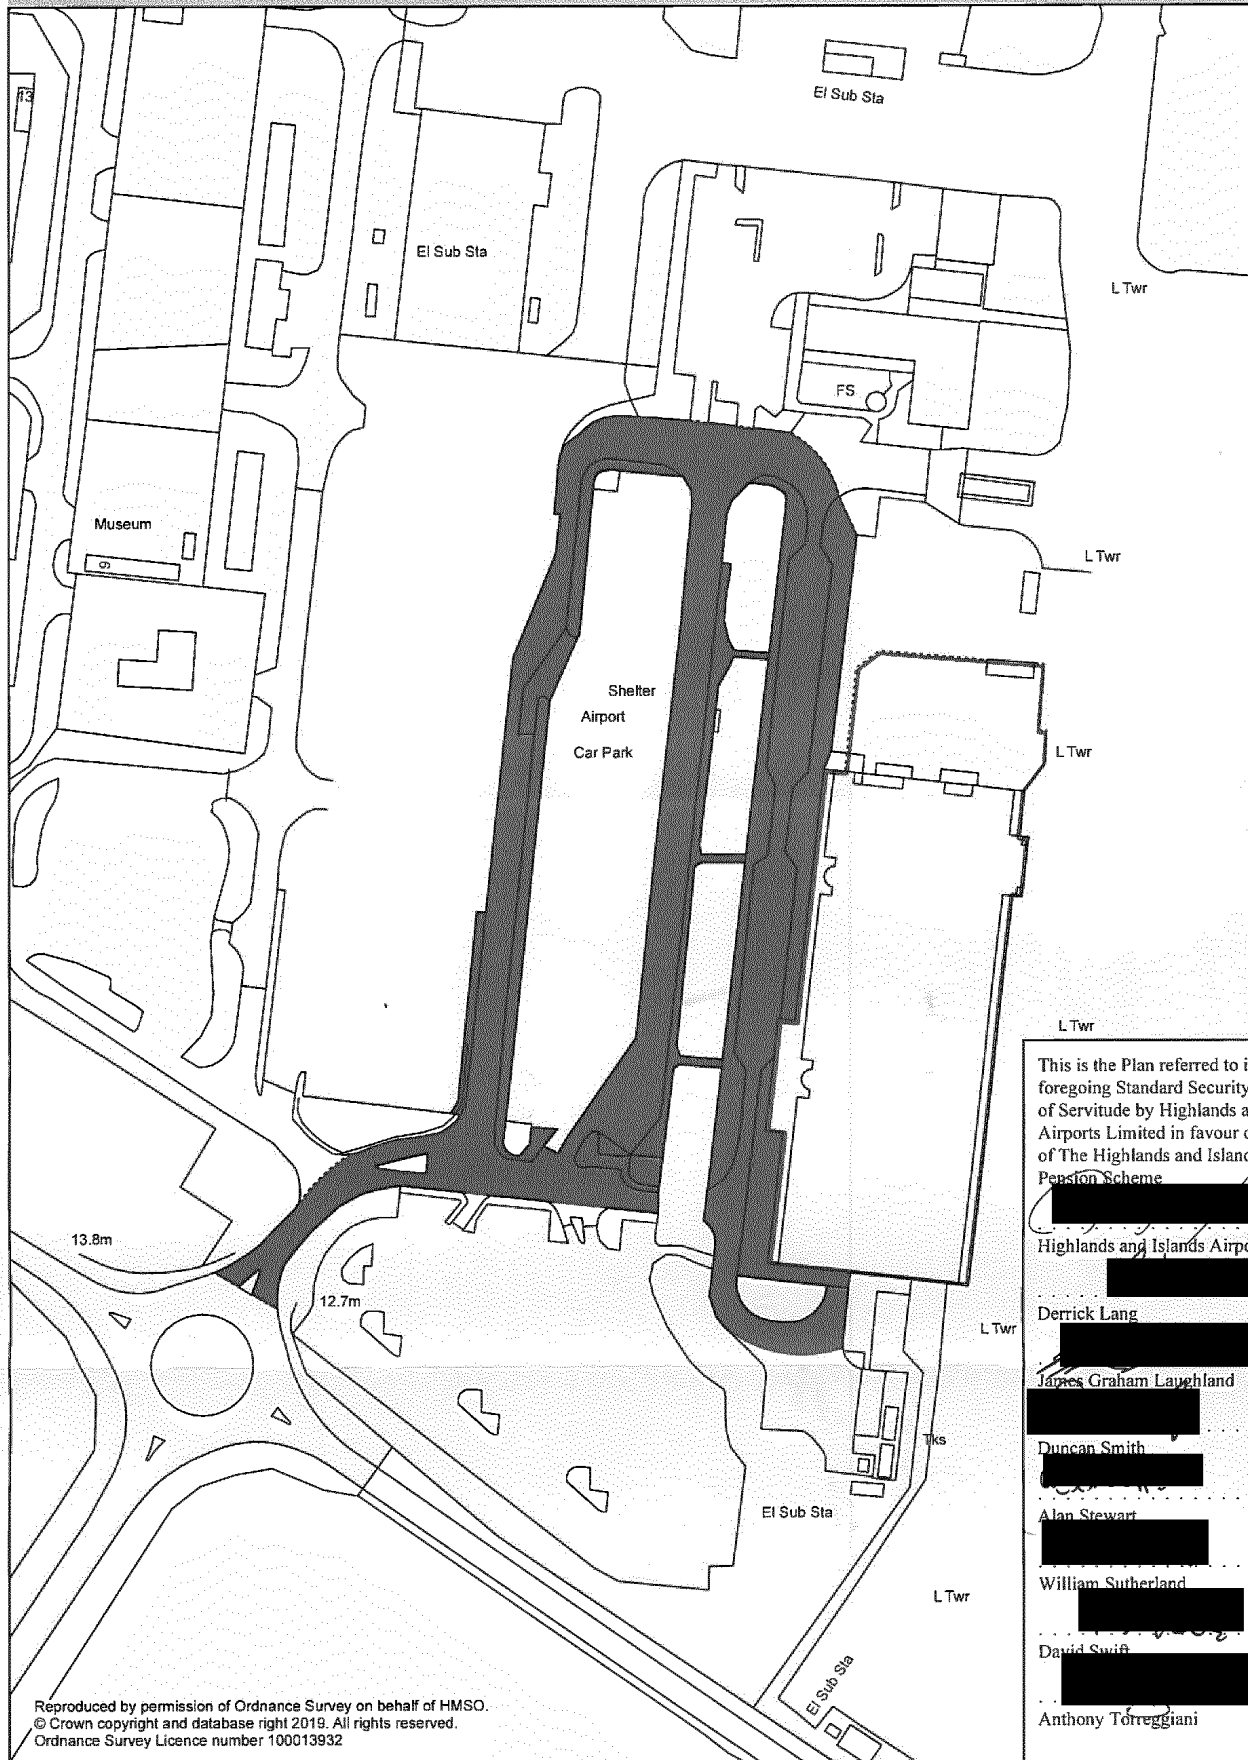 13
El Sub Sta
El Sub Sta
L Twr
FS
Museum
9
L Twr
Shelter
Airport
Car Park
L Twr
L Twr
This is the Plan referred to i
foregoing Standard Security
of Servitude by Highlands a
Airports Limited in favour
of The Highlands and Islan
Pension Scheme
Highlands and Islands Airpo
Derrick Lang
James Graham Laughland
Duncan Smith
Alan Stewart
William Sutherland
David Swift
Anthony Torreggiani
13.8m
12.7m
L Twr
Tks
El Sub Sta
L Twr
El Sub Sta
Reproduced by permission of Ordnance Survey on behalf of HMSO.
© Crown copyright and database right 2019. All rights reserved.
Ordnance Survey Licence number 100013932